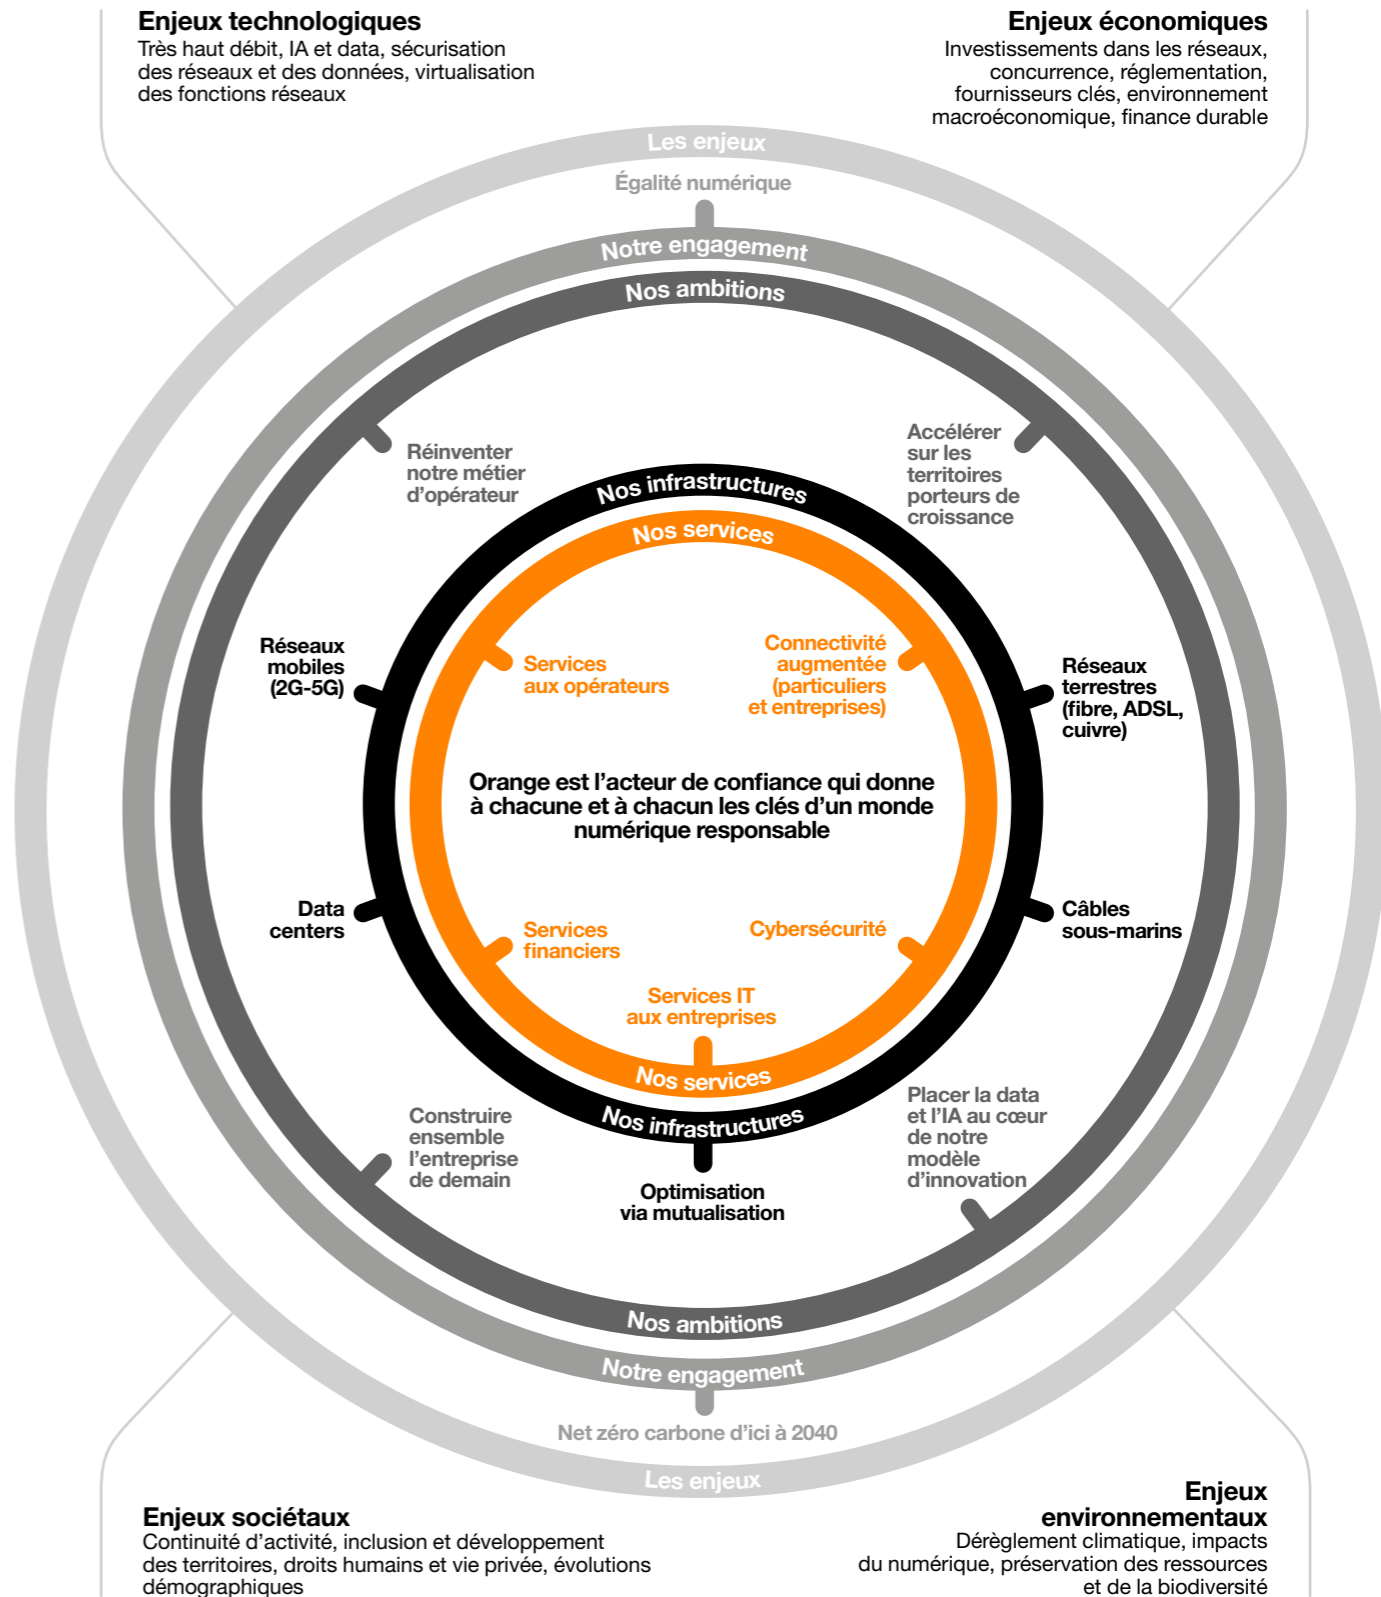 Enjeux technologiques
Très haut débit, IA et data, sécurisation
des réseaux et des données, virtualisation
des fonctions réseaux
Enjeux économiques
Investissements dans les réseaux,
concurrence, réglementation,
fournisseurs clés, environnement
macroéconomique, finance durable
Les enjeux
Égalité numérique
Notre engagement
Nos ambitions
Réinventer
notre métier
d'opérateur
Accélérer
sur les
territoires
porteurs de
croissance
Nos infrastructures
Nos services
Réseaux
mobiles
(2G-5G)
Services
aux opérateurs
Connectivité
augmentée
(particuliers
et entreprises)
Réseaux
terrestres
(fibre, ADSL,
cuivre)
Orange est l'acteur de confiance qui donne
à chacune et à chacun les clés d'un monde
numérique responsable
Data
centers
Services
financiers
Cybersécurité
Câbles
sous-marins
Services IT
aux entreprises
Nos services
Nos infrastructures
Construire
ensemble
l'entreprise
de demain
Optimisation
via mutualisation
Placer la data
et l'IA au cœur
de notre
modèle
d'innovation
Nos ambitions
Notre engagement
Net zéro carbone d'ici à 2040
Les enjeux
Enjeux sociétaux
Continuité d'activité, inclusion et développement
des territoires, droits humains et vie privée, évolutions
démographiques
Enjeux
environnementaux
Dérèglement climatique, impacts
du numérique, préservation des ressources
et de la biodiversité